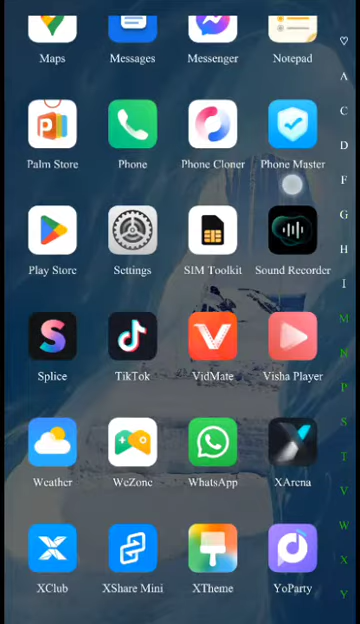 Maps Messages Messenger Notepad
♡
A
Palm Store Phone Phone Cloner Phone Master
C
D
F
G
Play Store Settings SIM Toolkit Sound Recorder
H
I
M
Splice TikTok VidMate Visha Player
N
P
S
T
Weather WeZone WhatsApp XArena
V
W
X
XClub XShare Mini XTheme YoParty
Y